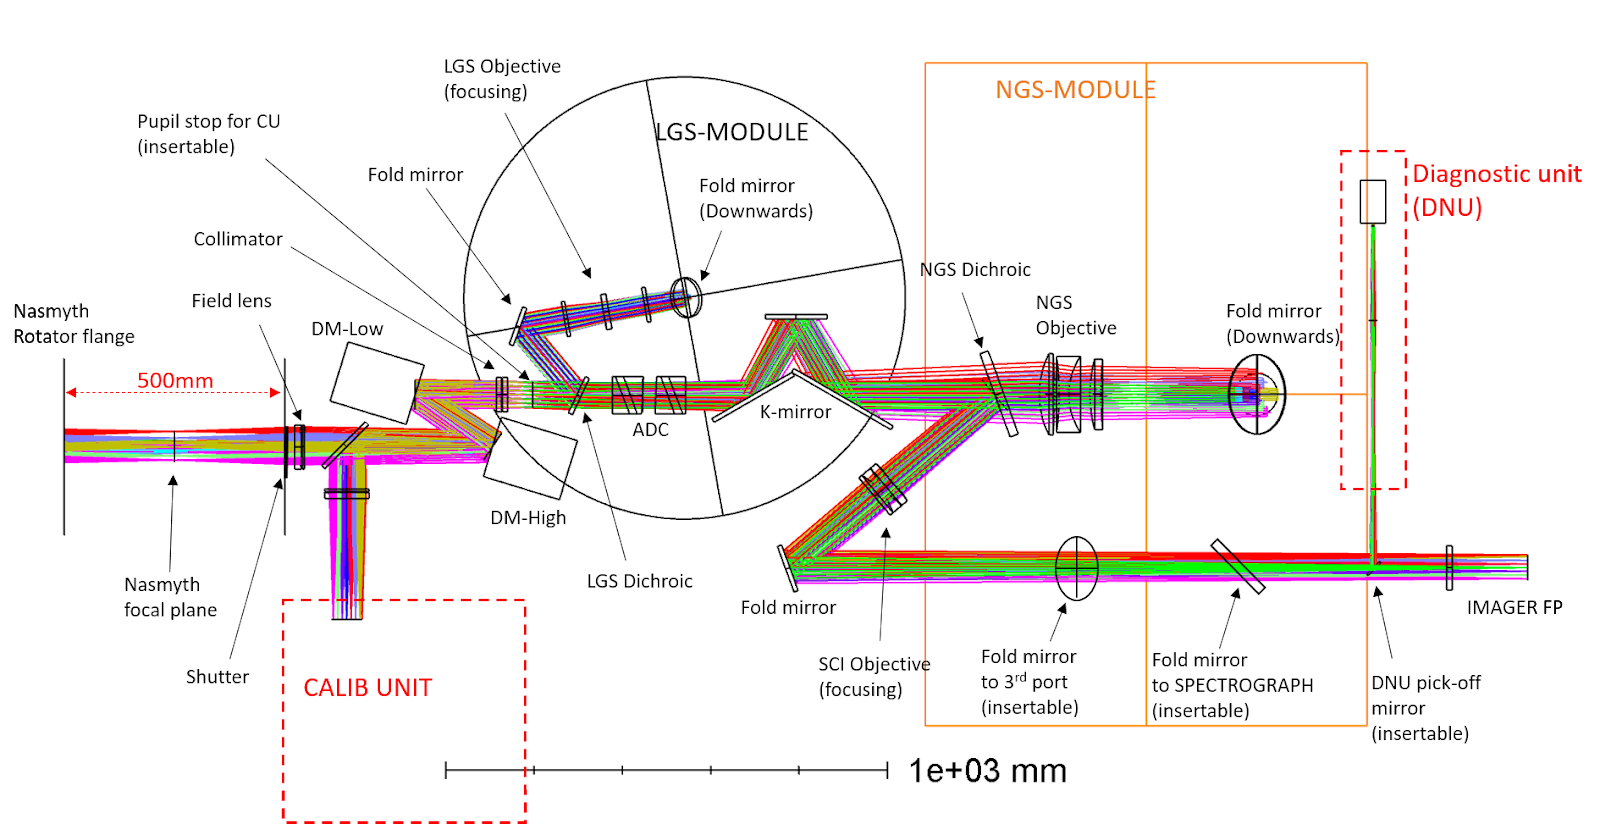 LGS Objective
(focusing)
NGS-MODULE
Pupil stop for CU
(insertable)
LGS-MODULE
Fold mirror
Fold mirror
(Downwards)
Diagnostic unit
(DNU)
Collimator
NGS Dichroic
Field lens
Nasmyth
Rotator flange
DM-Low
NGS
Objective
Fold mirror
(Downwards)
500mm
K-mirror
ADC
DM-High
Nasmyth
focal plane
LGS Dichroic
Fold mirror
IMAGER FP
Shutter
CALIB UNIT
SCI Objective
(focusing)
Fold mirror
to 3rd port
(insertable)
Fold mirror
to SPECTROGRAPH
(insertable)
DNU pick-off
mirror
(insertable)
1e+03 mm